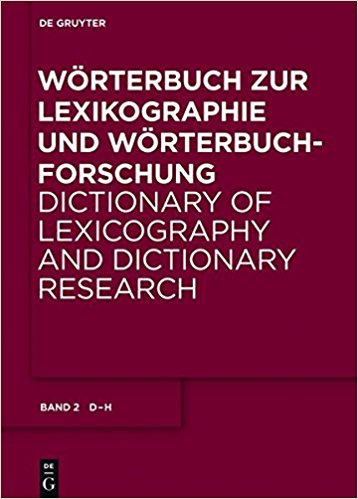 DE GRUYTER
WÖRTERBUCH ZUR
LEXIKOGRAPHIE
UND WÖRTERBUCH-
FORSCHUNG
DICTIONARY OF
LEXICOGRAPHY
AND DICTIONARY
RESEARCH
BAND 2 D–H
DE
G